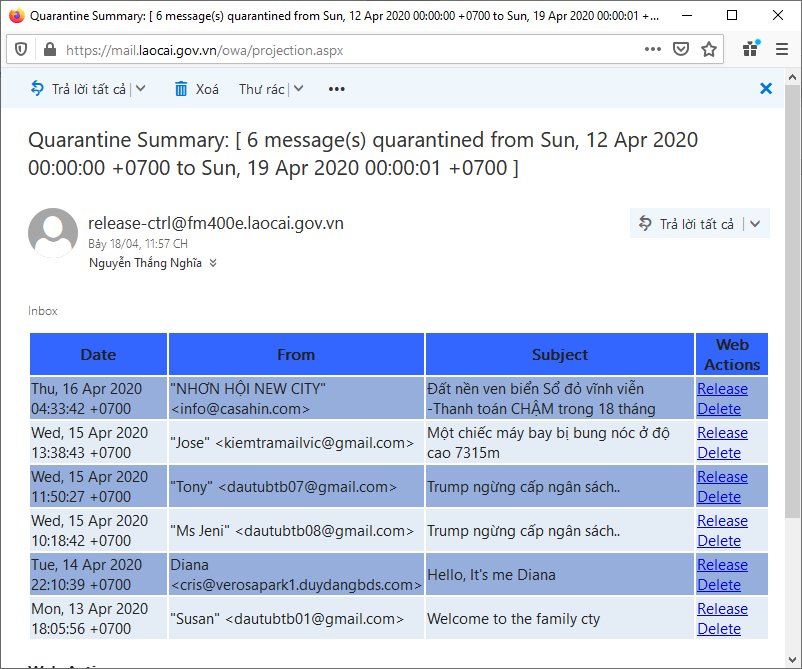 Quarantine Summary: [ 6 message(s) quarantined from Sun, 12 Apr 2020 00:00:00 +0700 to Sun, 19 Apr 2020 00:00:01 +...
https://mail.laocai.gov.vn/owa/projection.aspx
Trả lời tất cả Xoá Thư rác
Quarantine Summary: [ 6 message(s) quarantined from Sun, 12 Apr 2020
00:00:00 +0700 to Sun, 19 Apr 2020 00:00:01 +0700 ]
release-ctrl@fm400e.laocai.gov.vn
Bảy 18/04, 11:57 CH
Nguyễn Thắng Nghĩa
Trả lời tất cả
Inbox
Date From Subject Web Actions
Thu, 16 Apr 2020 04:33:42 +0700 "NHƠN HỘI NEW CITY" <info@casahin.com> Đất nền ven biển Sổ đỏ vĩnh viễn -Thanh toán CHẬM trong 18 tháng Release Delete
Wed, 15 Apr 2020 13:38:43 +0700 "Jose" <kiemtramailvic@gmail.com> Một chiếc máy bay bị bung nóc ở độ cao 7315m Release Delete
Wed, 15 Apr 2020 11:50:27 +0700 "Tony" <dautubtb07@gmail.com> Trump ngừng cấp ngân sách.. Release Delete
Wed, 15 Apr 2020 10:18:42 +0700 "Ms Jeni" <dautubtb08@gmail.com> Trump ngừng cấp ngân sách.. Release Delete
Tue, 14 Apr 2020 22:10:39 +0700 Diana <cris@verosapark1.duydangbds.com> Hello, It's me Diana Release Delete
Mon, 13 Apr 2020 18:05:56 +0700 "Susan" <dautubtb01@gmail.com> Welcome to the family cty Release Delete